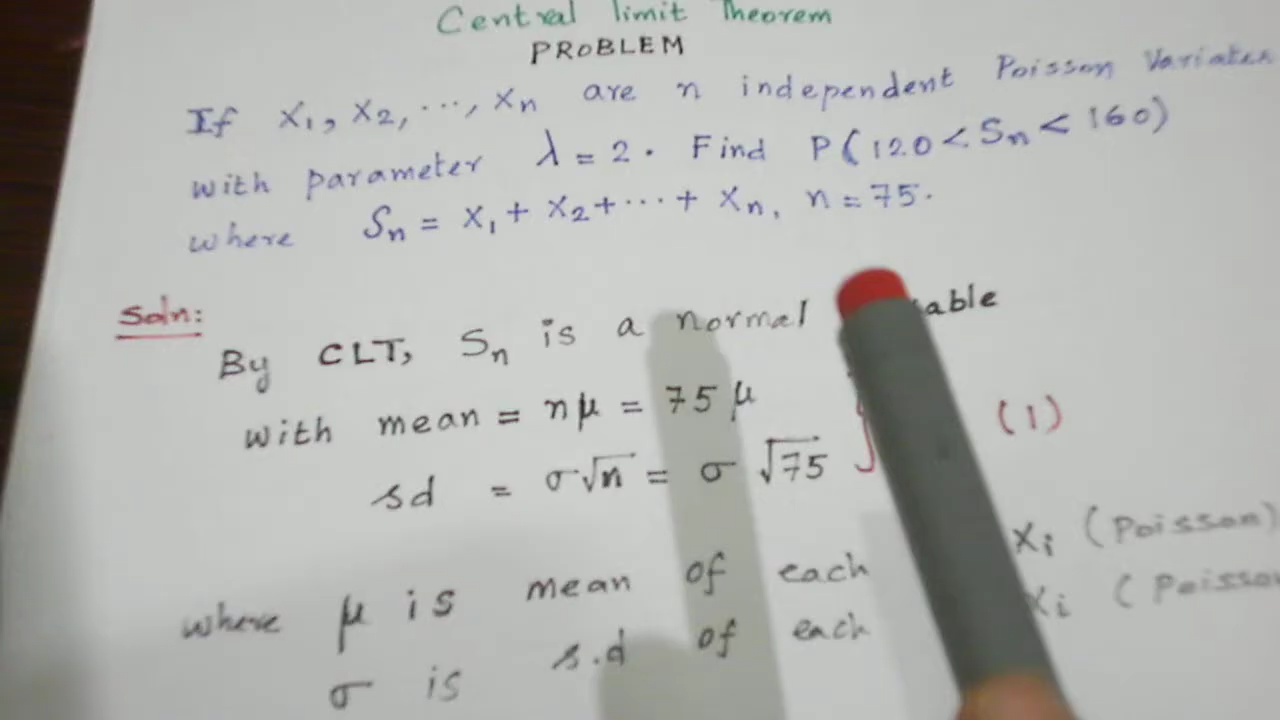 Central limit Theorem
PROBLEM
If X₁, X₂, ..., Xn are n independent Poisson Variates
with parameter λ = 2. Find P(120 < Sn < 160)
where Sn = X₁ + X₂ + ... + Xn, n = 75.
Soln:
By CLT, Sn is a normal able
with mean = nμ = 75 μ
sd = σ√n = σ √75 } (1)
where μ is mean of each Xi (Poisson)
σ is s.d of each Xi (Poisson